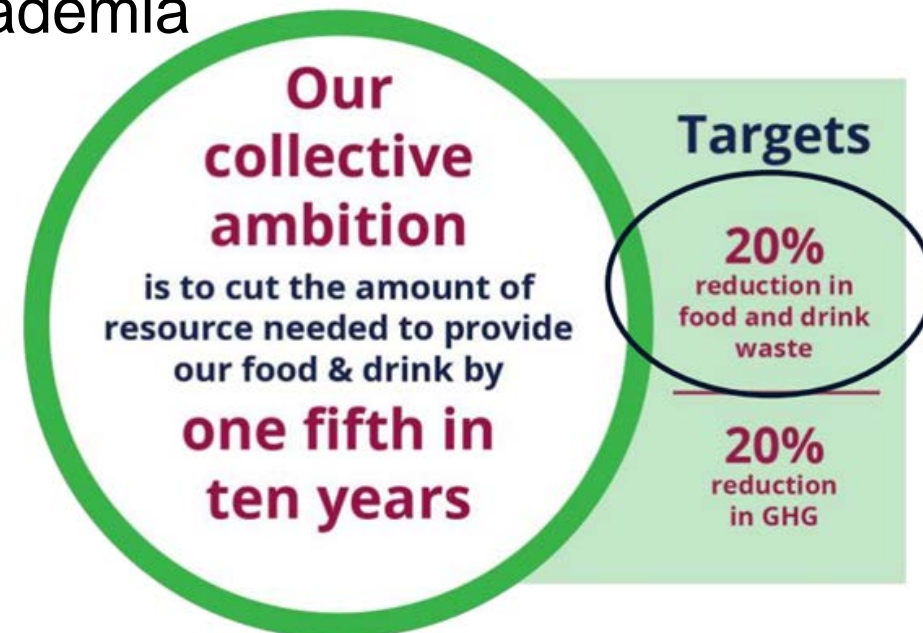 Our
collective
ambition
is to cut the amount of
resource needed to provide
our food & drink by
one fifth in
ten years
Targets
20%
reduction in
food and drink
waste
20%
reduction
in GHG